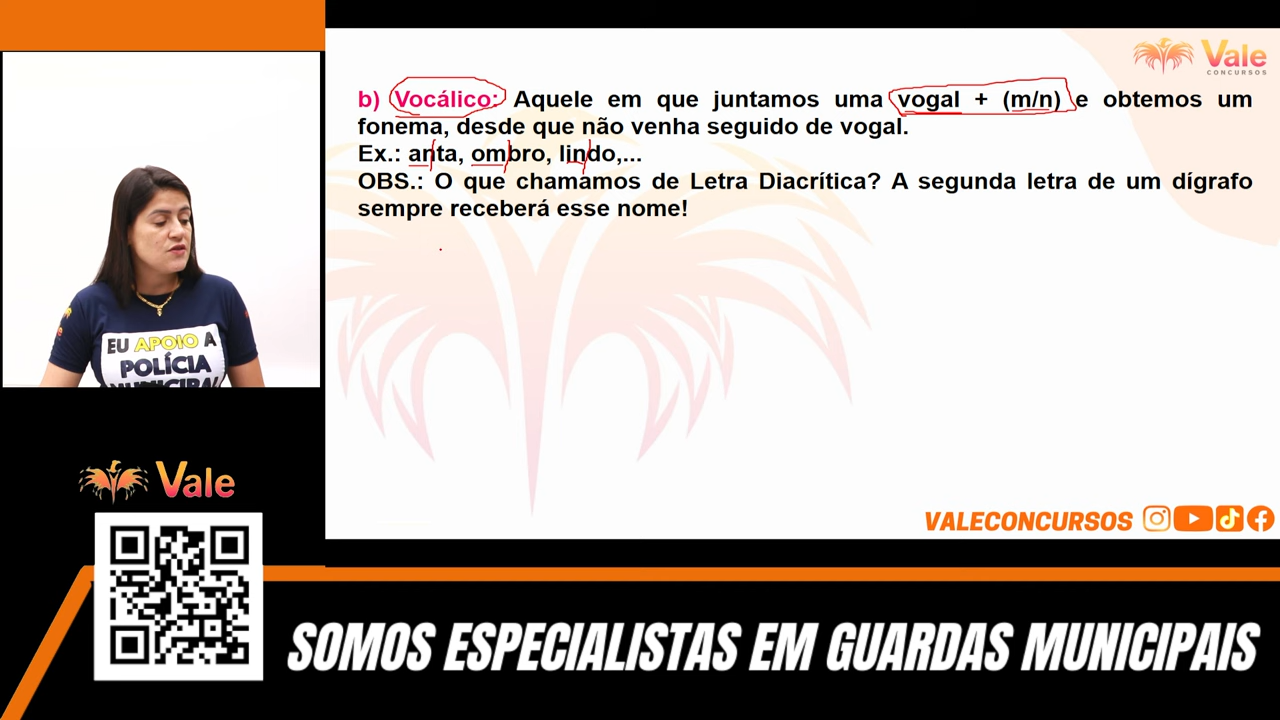 Vale
CONCURSOS
b) Vocálico: Aquele em que juntamos uma vogal + (m/n) e obtemos um
fonema, desde que não venha seguido de vogal.
Ex.: anta, ombro, lindo,...
OBS.: O que chamamos de Letra Diacrítica? A segunda letra de um dígrafo
sempre receberá esse nome!
EU APOIO A
POLÍCIA
MUNICIPAL
Vale
VALECONCURSOS
SOMOS ESPECIALISTAS EM GUARDAS MUNICIPAIS